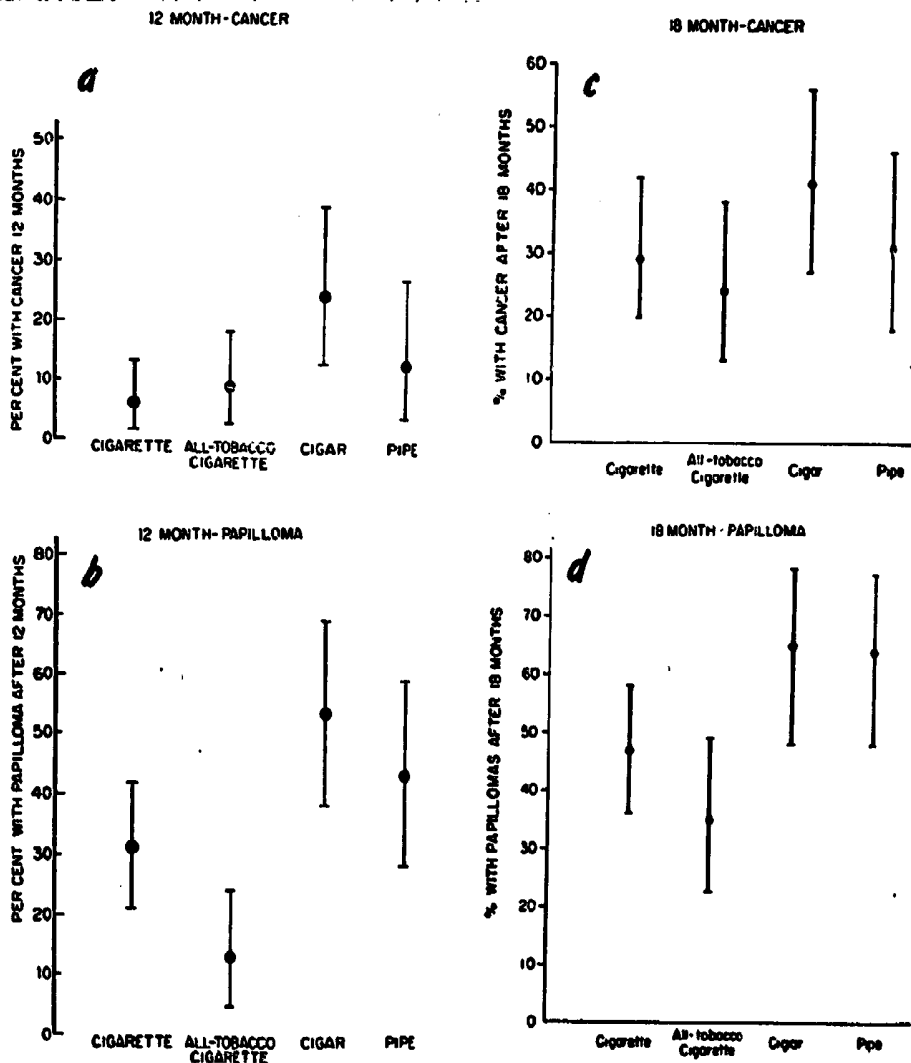 12 MONTH-CANCER
a
PER CENT WITH CANCER 12 MONTHS
50
40
30
20
10
0
CIGARETTE
ALL-TOBACCO
CIGARETTE
CIGAR
PIPE
18 MONTH-CANCER
c
% WITH CANCER AFTER 18 MONTHS
60
50
40
30
20
10
0
Cigarette
All-tobacco
Cigarette
Cigar
Pipe
12 MONTH-PAPILLOMA
b
PER CENT WITH PAPILLOMA AFTER 12 MONTHS
80
70
60
50
40
30
20
10
0
CIGARETTE
ALL-TOBACCO
CIGARETTE
CIGAR
PIPE
18 MONTH-PAPILLOMA
d
% WITH PAPILLOMAS AFTER 18 MONTHS
80
70
60
50
40
30
20
10
0
Cigarette
All-tobacco
Cigarette
Cigar
Pipe